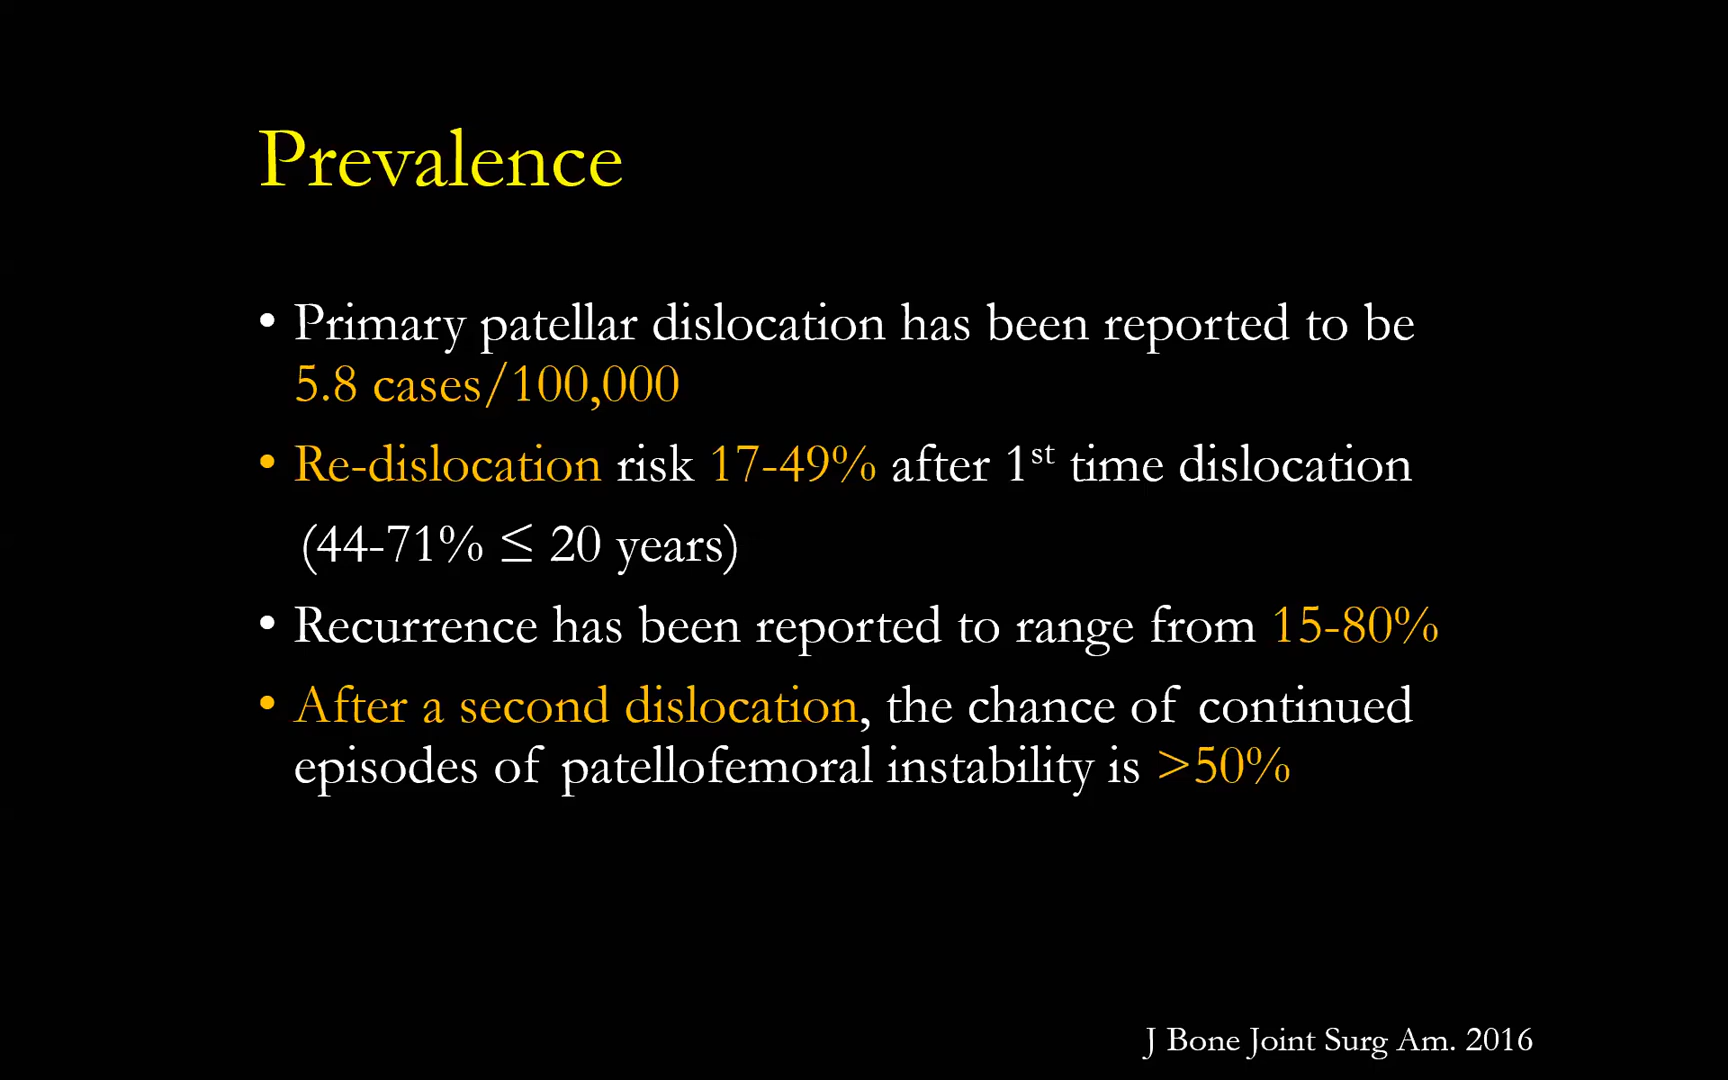 Prevalence
• Primary patellar dislocation has been reported to be
5.8 cases/100,000
• Re-dislocation risk 17-49% after 1st time dislocation
(44-71% ≤ 20 years)
• Recurrence has been reported to range from 15-80%
• After a second dislocation, the chance of continued
episodes of patellofemoral instability is >50%
J Bone Joint Surg Am. 2016